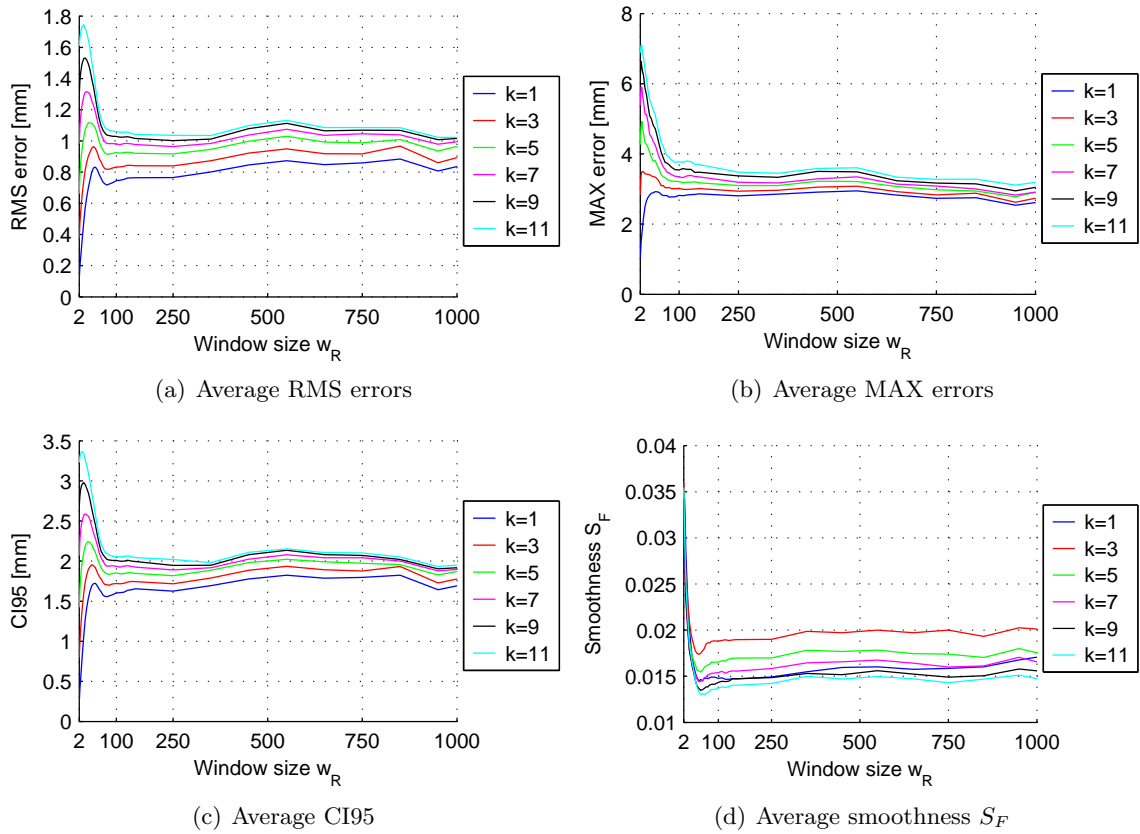 1.8
1.6
1.4
1.2
1
0.8
0.6
0.4
0.2
0
RMS error [mm]
2 100 250 500 750 1000
Window size w_R
k=1
k=3
k=5
k=7
k=9
k=11
(a) Average RMS errors
8
6
4
2
0
MAX error [mm]
2 100 250 500 750 1000
Window size w_R
k=1
k=3
k=5
k=7
k=9
k=11
(b) Average MAX errors
3.5
3
2.5
2
1.5
1
0.5
0
CI95 [mm]
2 100 250 500 750 1000
Window size w_R
k=1
k=3
k=5
k=7
k=9
k=11
(c) Average CI95
0.04
0.035
0.03
0.025
0.02
0.015
0.01
Smoothness S_F
2 100 250 500 750 1000
Window size w_R
k=1
k=3
k=5
k=7
k=9
k=11
(d) Average smoothness S_F